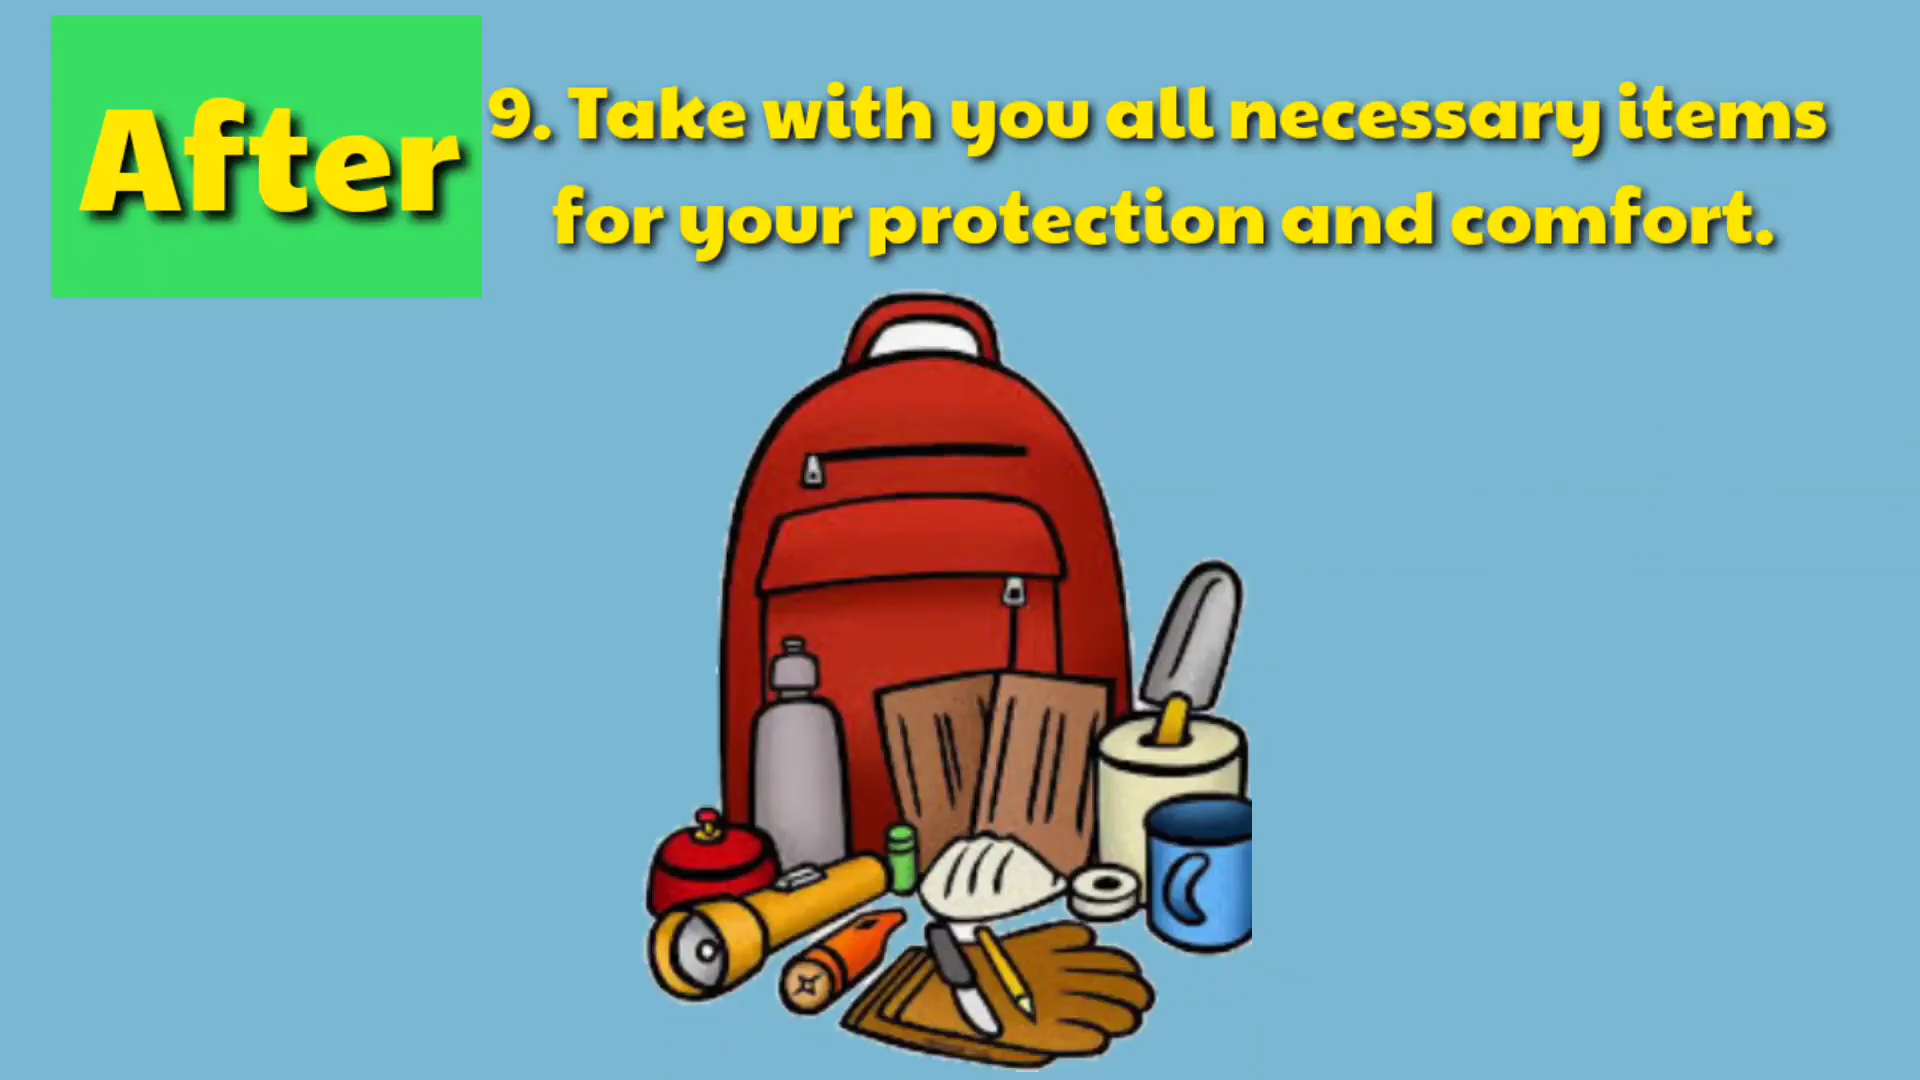 After
9. Take with you all necessary items
for your protection and comfort.